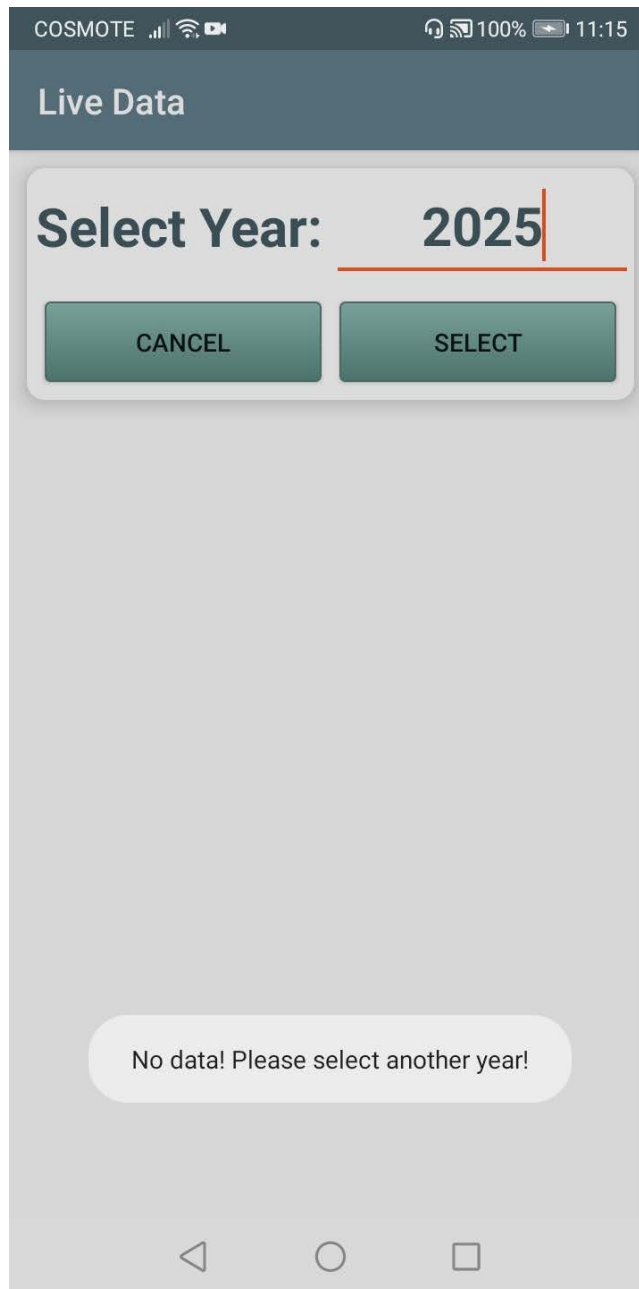 COSMOTE 100% 11:15
Live Data
Select Year: 2025
CANCEL SELECT
No data! Please select another year!